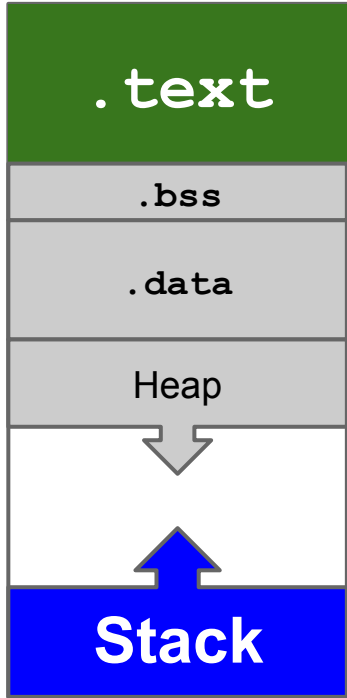 .text
.bss
.data
Heap
Stack